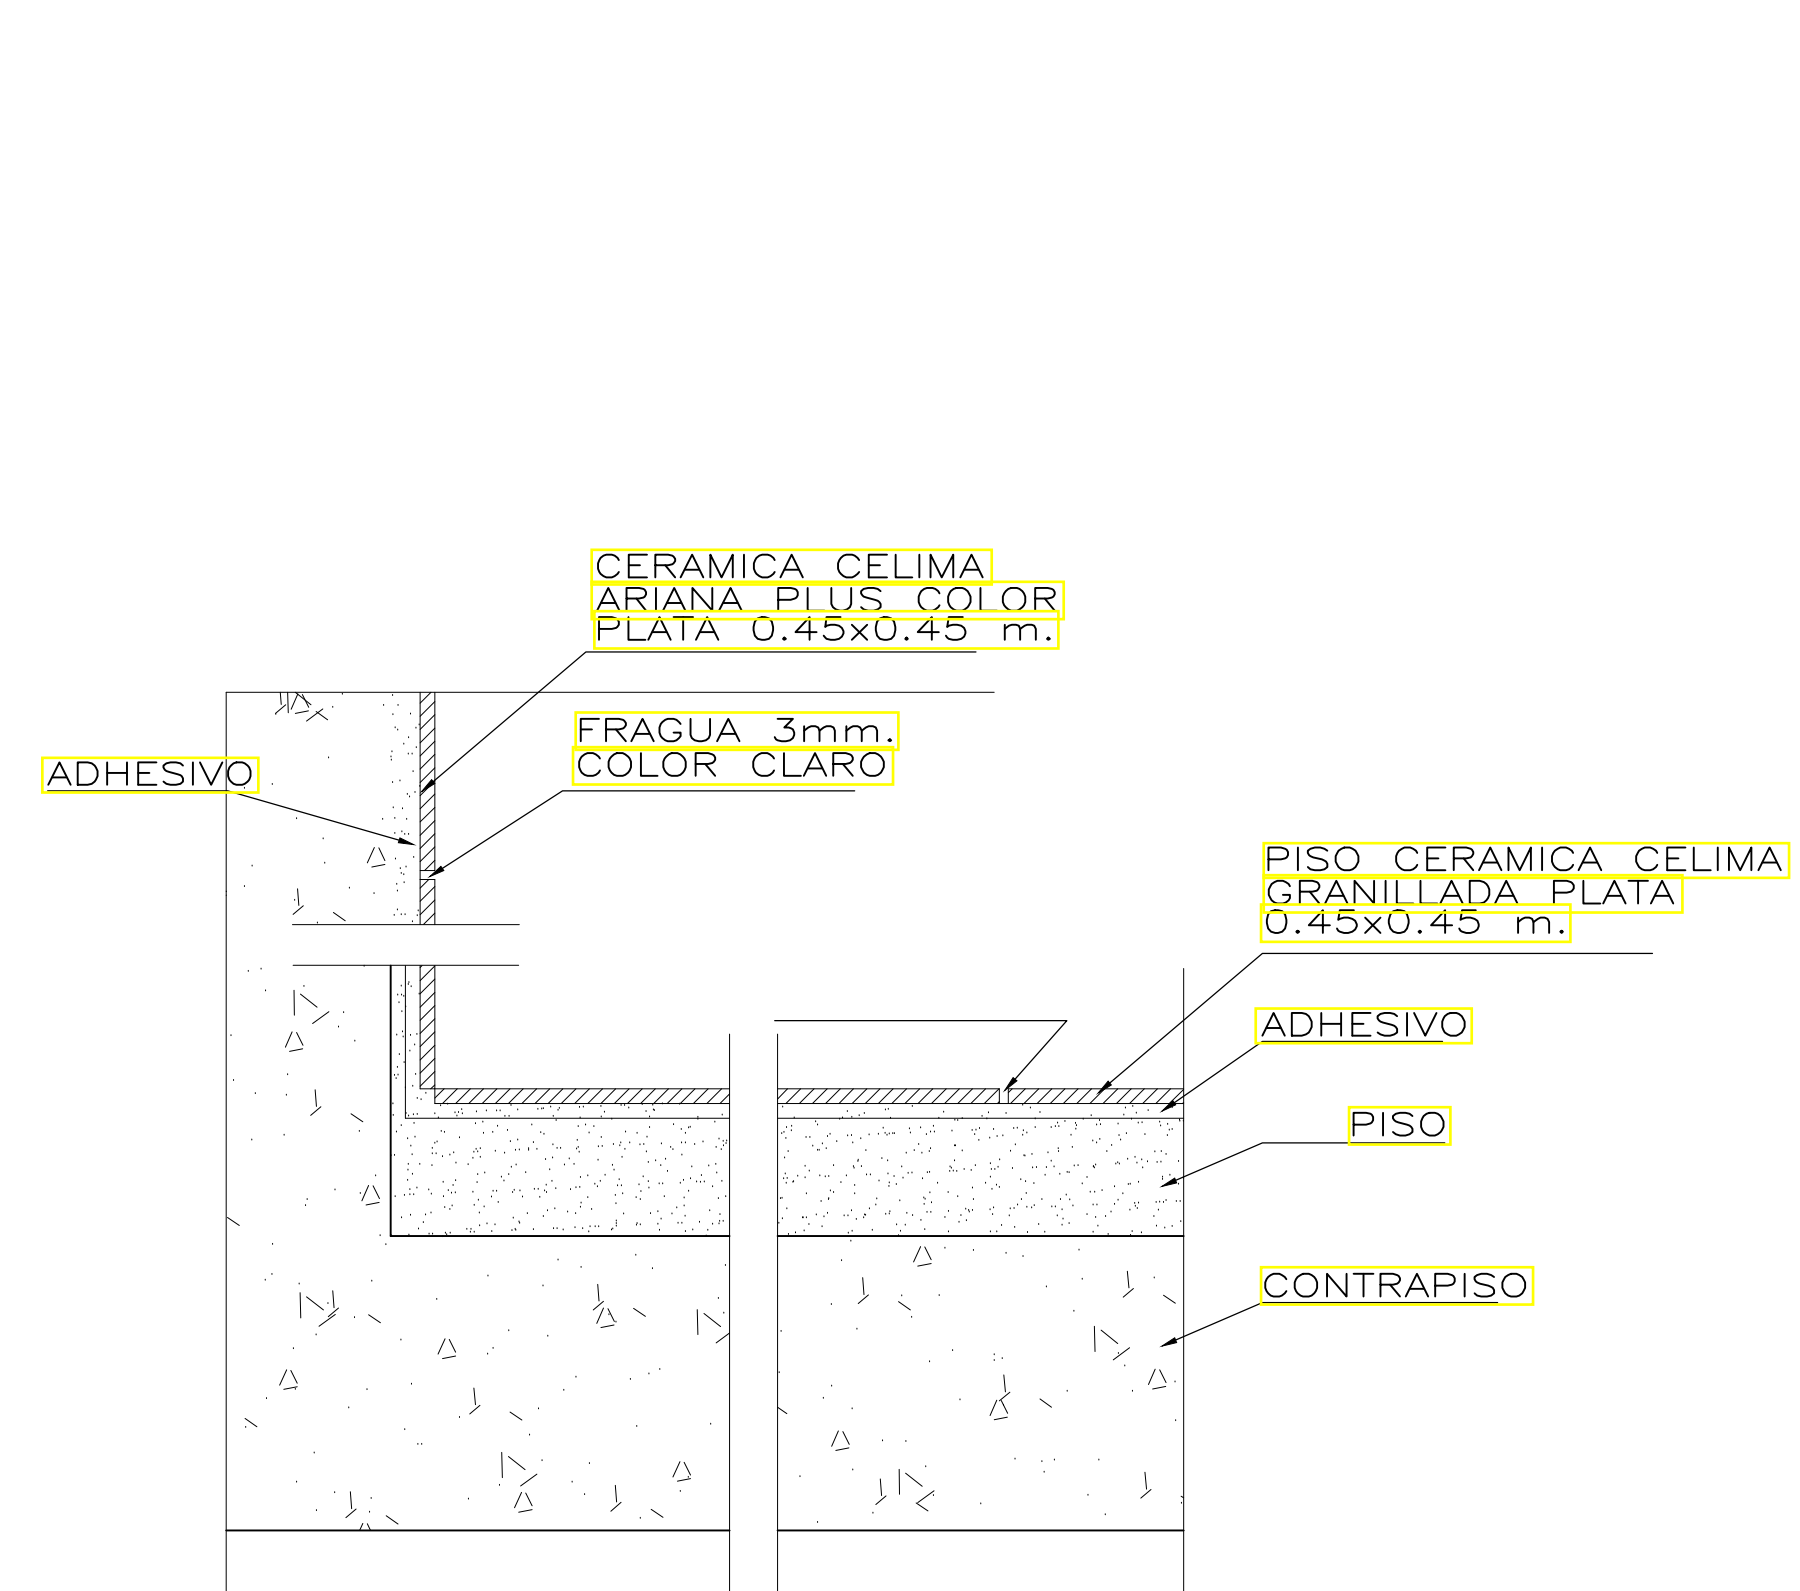 CERAMICA CELIMA
ARIANA PLUS COLOR
PLATA 0.45x0.45 m.
FRAGUA 3mm.
COLOR CLARO
ADHESIVO
PISO CERAMICA CELIMA
GRANILLADA PLATA
0.45x0.45 m.
ADHESIVO
PISO
CONTRAPISO